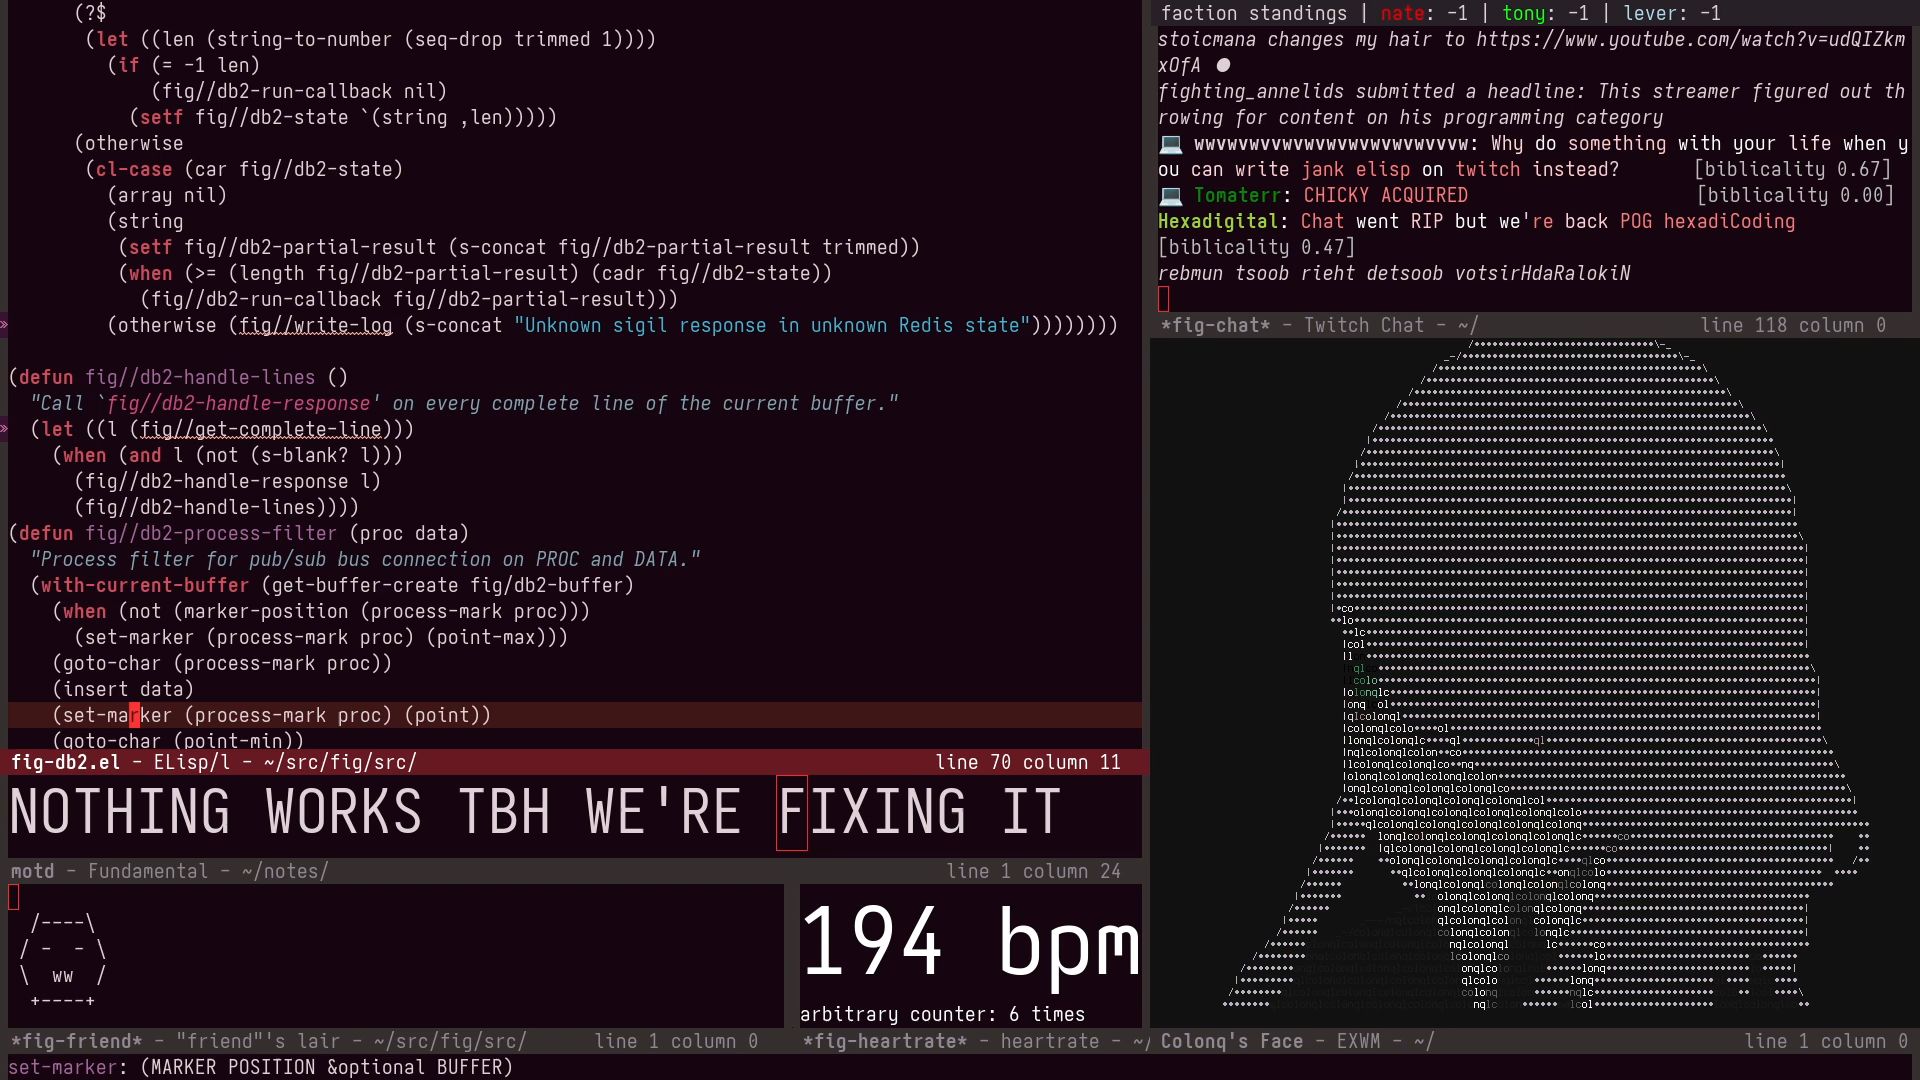 (?$
(let ((len (string-to-number (seq-drop trimmed 1))))
(if (= -1 len)
(fig//db2-run-callback nil)
(setf fig//db2-state `(string ,len)))))
(otherwise
(cl-case (car fig//db2-state)
(array nil)
(string
(setf fig//db2-partial-result (s-concat fig//db2-partial-result trimmed))
(when (>= (length fig//db2-partial-result) (cadr fig//db2-state))
(fig//db2-run-callback fig//db2-partial-result)))
(otherwise (fig//write-log (s-concat "Unknown sigil response in unknown Redis state"))))))))
(defun fig//db2-handle-lines ()
"Call `fig//db2-handle-response' on every complete line of the current buffer."
(let ((l (fig//get-complete-line)))
(when (and l (not (s-blank? l)))
(fig//db2-handle-response l)
(fig//db2-handle-lines))))
(defun fig//db2-process-filter (proc data)
"Process filter for pub/sub bus connection on PROC and DATA."
(with-current-buffer (get-buffer-create fig/db2-buffer)
(when (not (marker-position (process-mark proc)))
(set-marker (process-mark proc) (point-max)))
(goto-char (process-mark proc))
(insert data)
(set-marker (process-mark proc) (point))
(goto-char (point-min))
fig-db2.el - ELisp/l - ~/src/fig/src/ line 70 column 11
NOTHING WORKS TBH WE'RE FIXING IT
motd - Fundamental - ~/notes/ line 1 column 24
/----\
/ -  - \
\  ww  /
+----+
*fig-friend* - "friend"'s lair - ~/src/fig/src/ line 1 column 0
194 bpm
arbitrary counter: 6 times
*fig-heartrate* - heartrate - ~/
set-marker: (MARKER POSITION &optional BUFFER)
faction standings | nate: -1 | tony: -1 | lever: -1
stoicmana changes my hair to https://www.youtube.com/watch?v=udQIZkm
xOfA ●
fighting_annelids submitted a headline: This streamer figured out th
rowing for content on his programming category
wwvwvwvvwvwvwvwvwvwvwvvvw: Why do something with your life when y
ou can write jank elisp on twitch instead? [biblicality 0.67]
Tomaterr: CHICKY ACQUIRED [biblicality 0.00]
Hexadigital: Chat went RIP but we're back POG hexadiCoding
[biblicality 0.47]
rebmun tsoob rieht detsoob votsirHdaRalokiN
*fig-chat* - Twitch Chat - ~/ line 118 column 0
Colonq's Face - EXWM - ~/ line 1 column 0